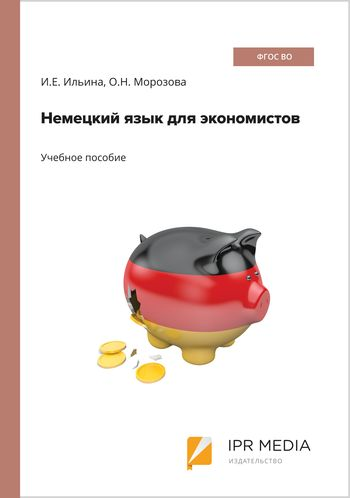 ФГОС ВО
И.Е. Ильина, О.Н. Морозова
Немецкий язык для экономистов
Учебное пособие
IPR MEDIA
ИЗДАТЕЛЬСТВО